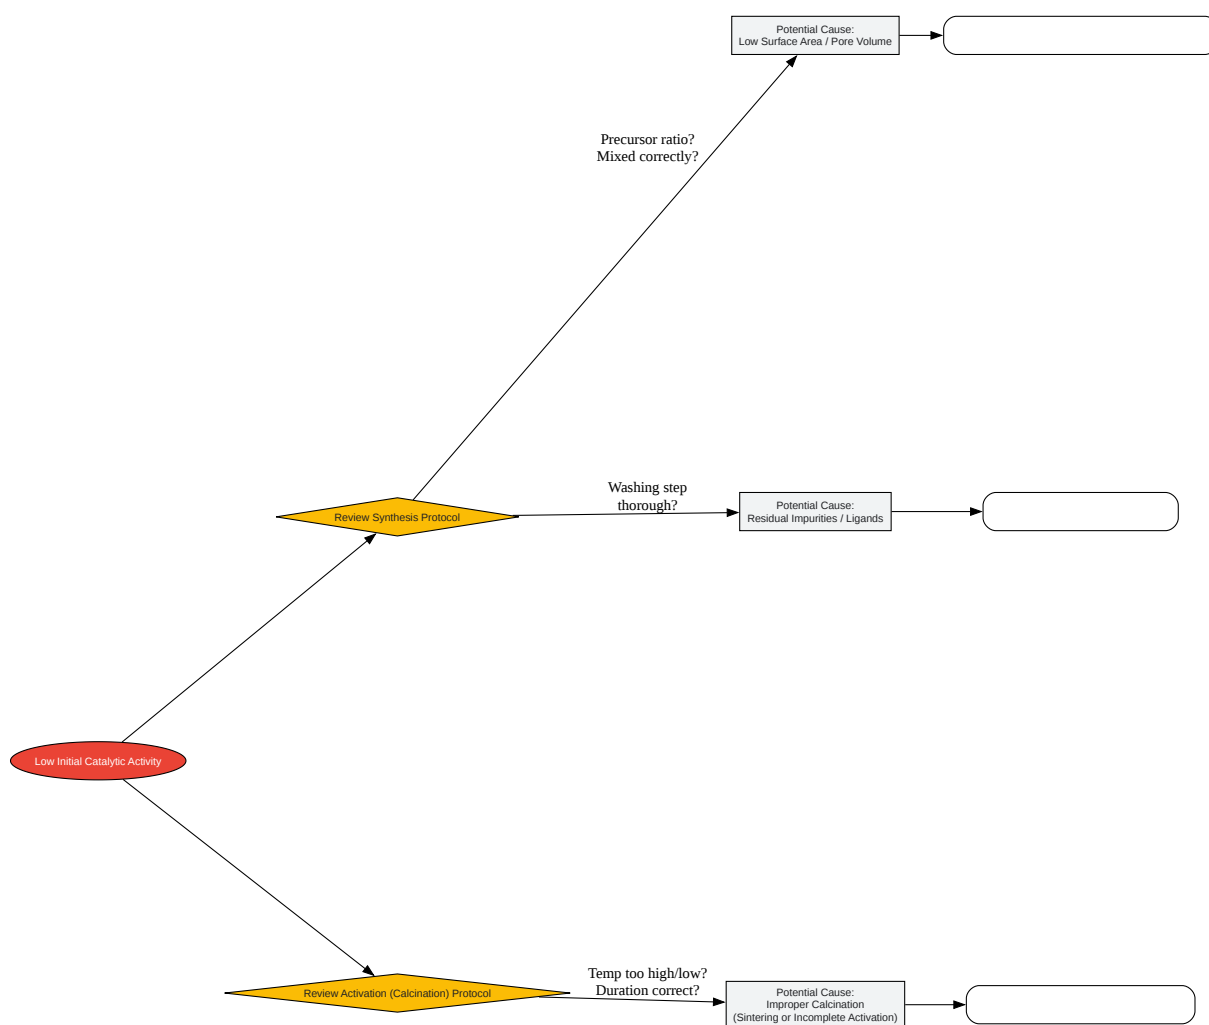 Potential Cause:
Low Surface Area / Pore Volume
Precursor ratio?
Mixed correctly?
Washing step
thorough?
Potential Cause:
Residual Impurities / Ligands
Review Synthesis Protocol
Low Initial Catalytic Activity
Temp too high/low?
Duration correct?
Potential Cause:
Improper Calcination
(Sintering or Incomplete Activation)
Review Activation (Calcination) Protocol